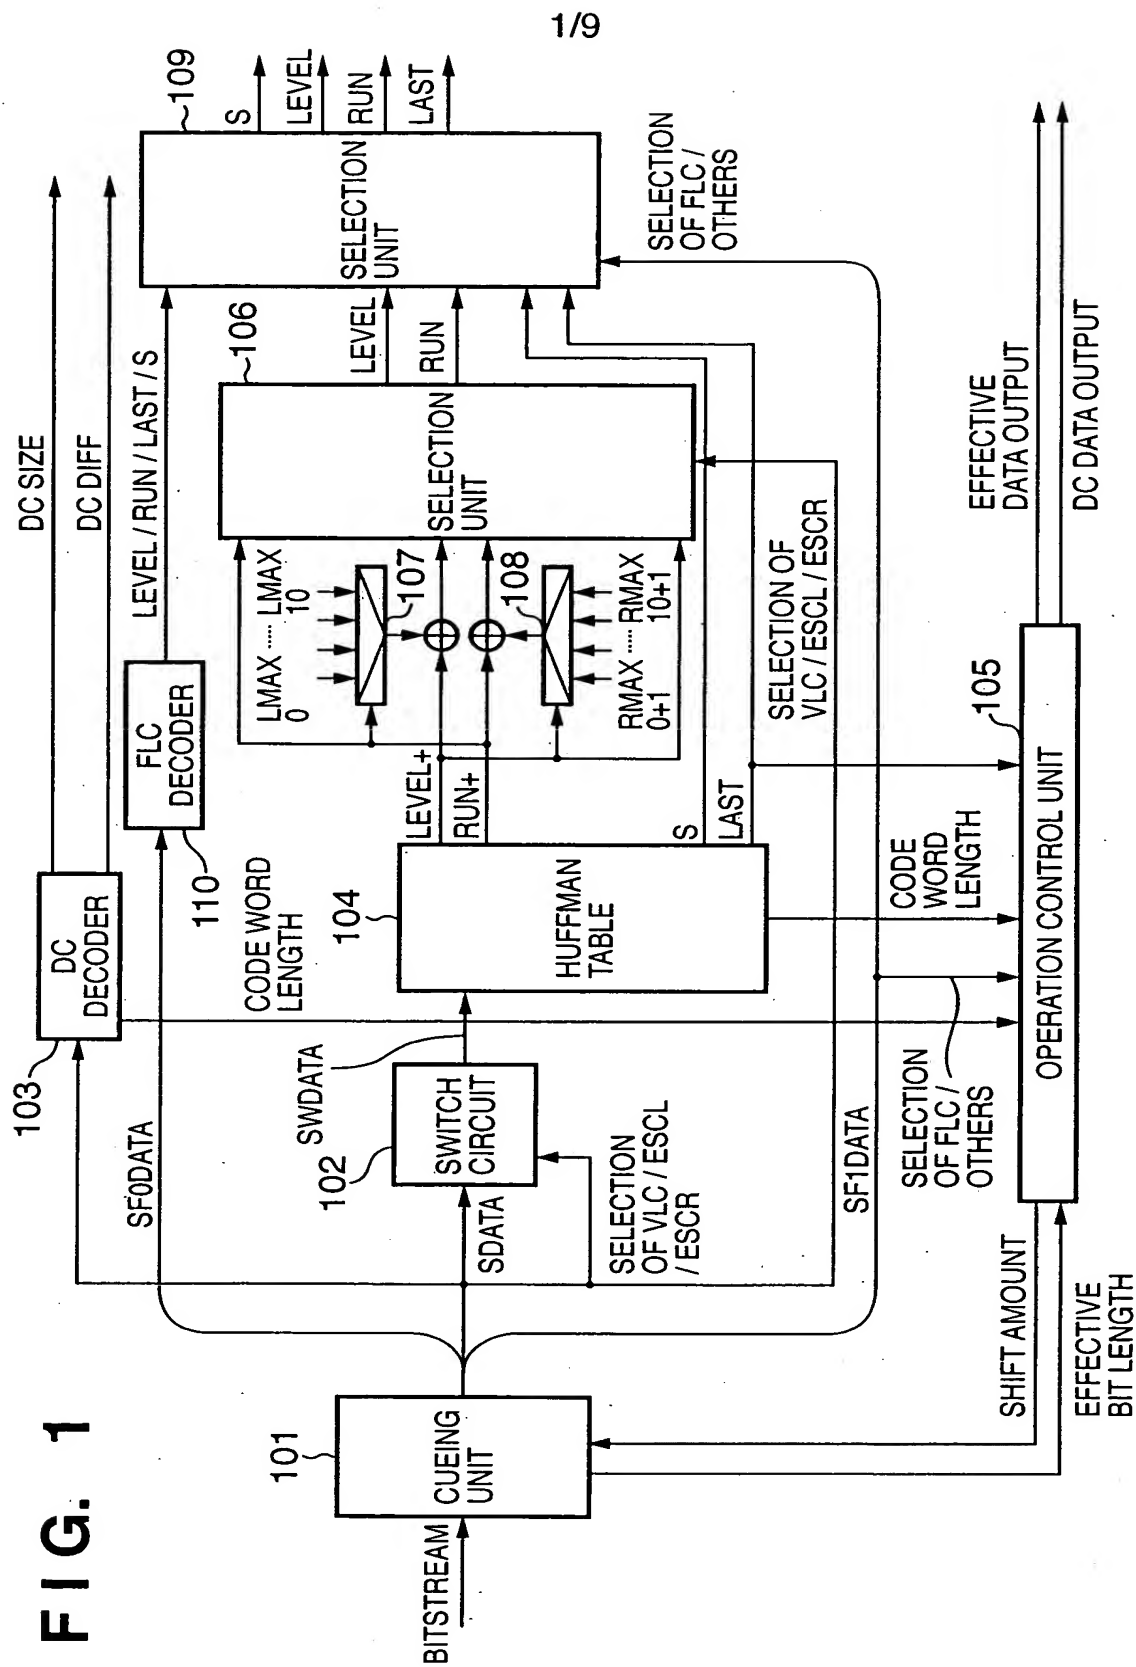 1/9
FIG. 1
BITSTREAM
101
CUEING
UNIT
SHIFT AMOUNT
EFFECTIVE
BIT LENGTH
SF0DATA
SDATA
SELECTION
OF VLC / ESCL
/ ESCR
SF1DATA
103
DC
DECODER
102
SWITCH
CIRCUIT
SWDATA
CODE WORD
LENGTH
SELECTION
OF FLC /
OTHERS
110
FLC
DECODER
104
HUFFMAN
TABLE
LEVEL+
RUN+
S
LAST
CODE
WORD
LENGTH
105
OPERATION CONTROL UNIT
DC SIZE
DC DIFF
LEVEL / RUN / LAST / S
LMAX ····· LMAX
0 10
107
108
RMAX ····· RMAX
0+1 10+1
SELECTION OF
VLC / ESCL / ESCR
106
SELECTION
UNIT
LEVEL
RUN
EFFECTIVE
DATA OUTPUT
DC DATA OUTPUT
109
SELECTION
UNIT
SELECTION
OF FLC /
OTHERS
S
LEVEL
RUN
LAST